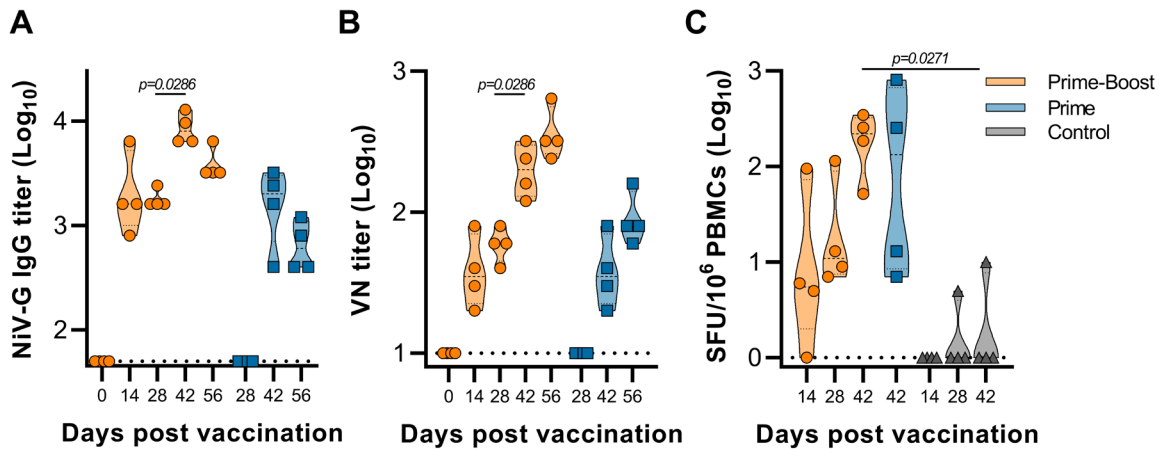 A
NiV-G IgG titer (Log10)
4
3
2
p=0.0286
0 14 28 42 56 28 42 56
Days post vaccination
B
VN titer (Log10)
3
2
1
p=0.0286
0 14 28 42 56 28 42 56
Days post vaccination
C
SFU/10⁶ PBMCs (Log10)
3
2
1
0
p=0.0271
14 28 42 42 14 28 42
Days post vaccination
Prime-Boost
Prime
Control